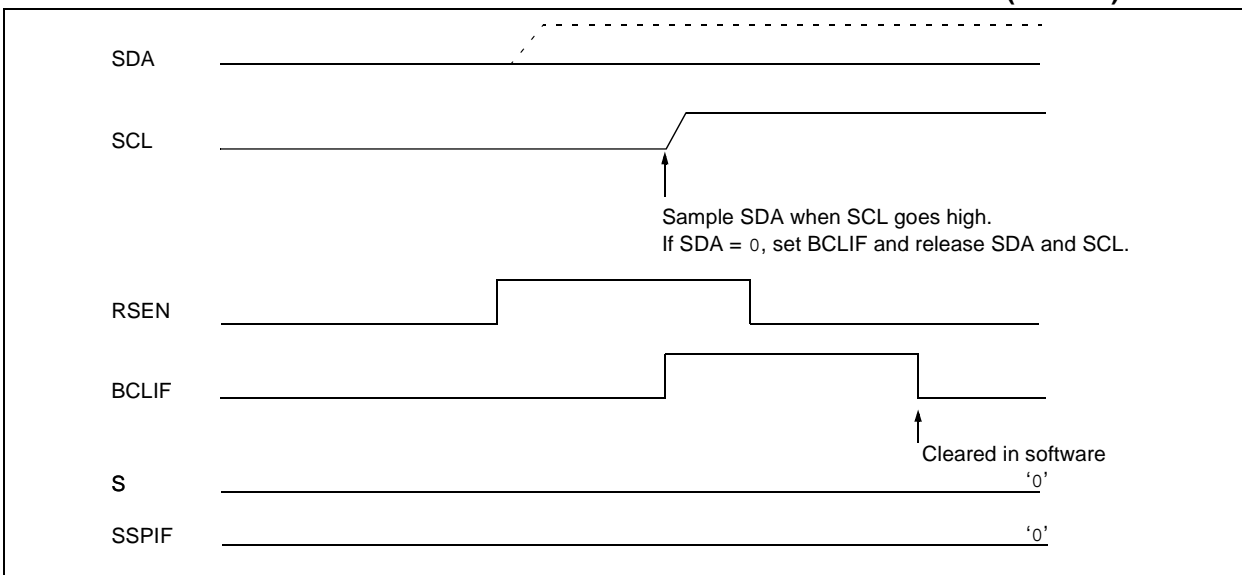 SDA
SCL
Sample SDA when SCL goes high.
If SDA = 0, set BCLIF and release SDA and SCL.
RSEN
BCLIF
Cleared in software
S
‘0’
SSPIF
‘0’